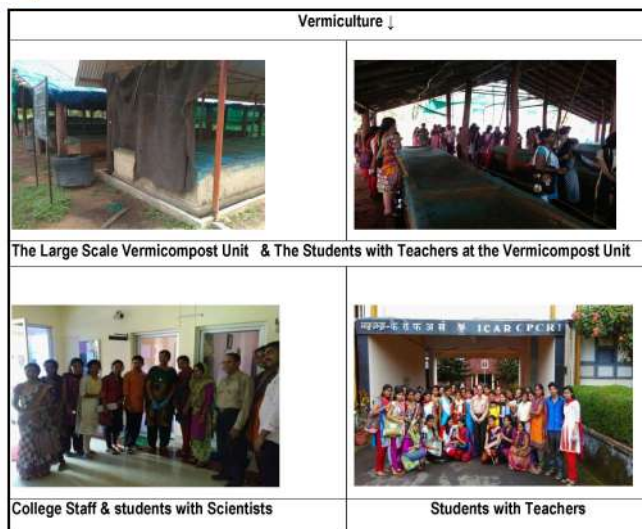 Vermiculture ↓
The Large Scale Vermicompost Unit & The Students with Teachers at the Vermicompost Unit
ICAR (PCRI
College Staff & students with Scientists
Students with Teachers